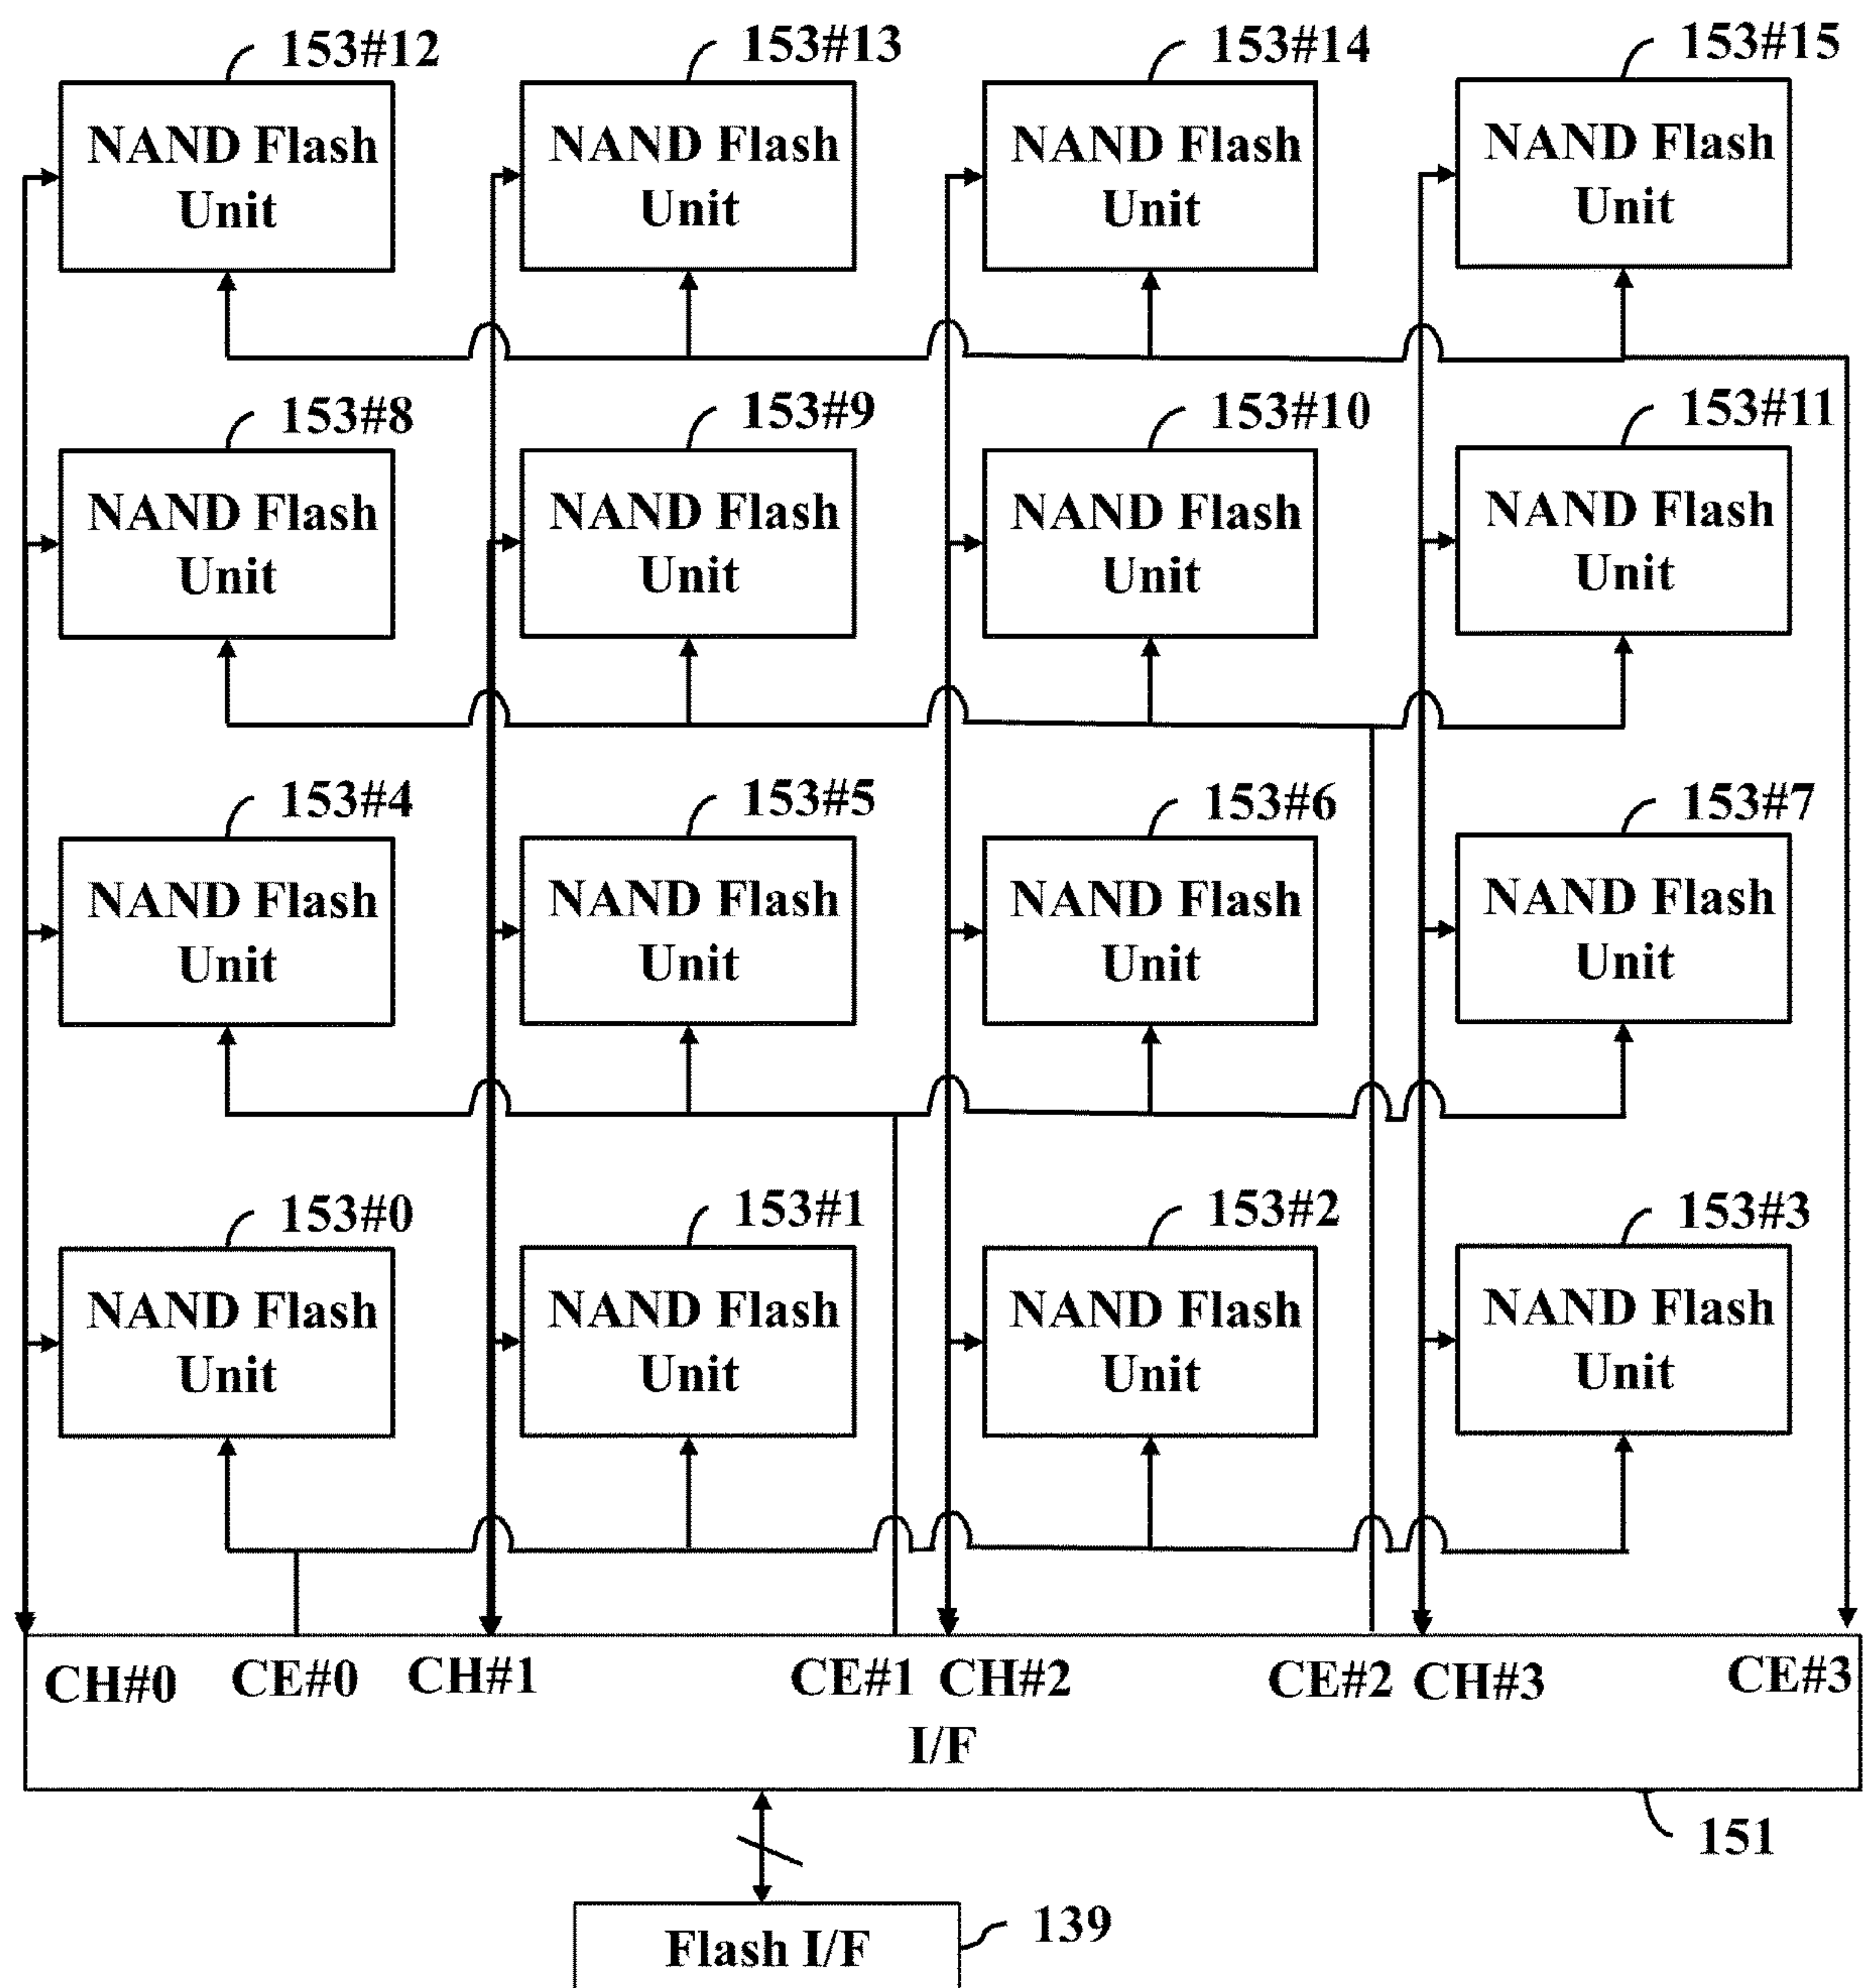 153#12 153#13 153#14 153#15
NAND Flash Unit NAND Flash Unit NAND Flash Unit NAND Flash Unit
153#8 153#9 153#10 153#11
NAND Flash Unit NAND Flash Unit NAND Flash Unit NAND Flash Unit
153#4 153#5 153#6 153#7
NAND Flash Unit NAND Flash Unit NAND Flash Unit NAND Flash Unit
153#0 153#1 153#2 153#3
NAND Flash Unit NAND Flash Unit NAND Flash Unit NAND Flash Unit
CH#0 CE#0 CH#1 CE#1 CH#2 CE#2 CH#3 CE#3
I/F
151
139
Flash I/F